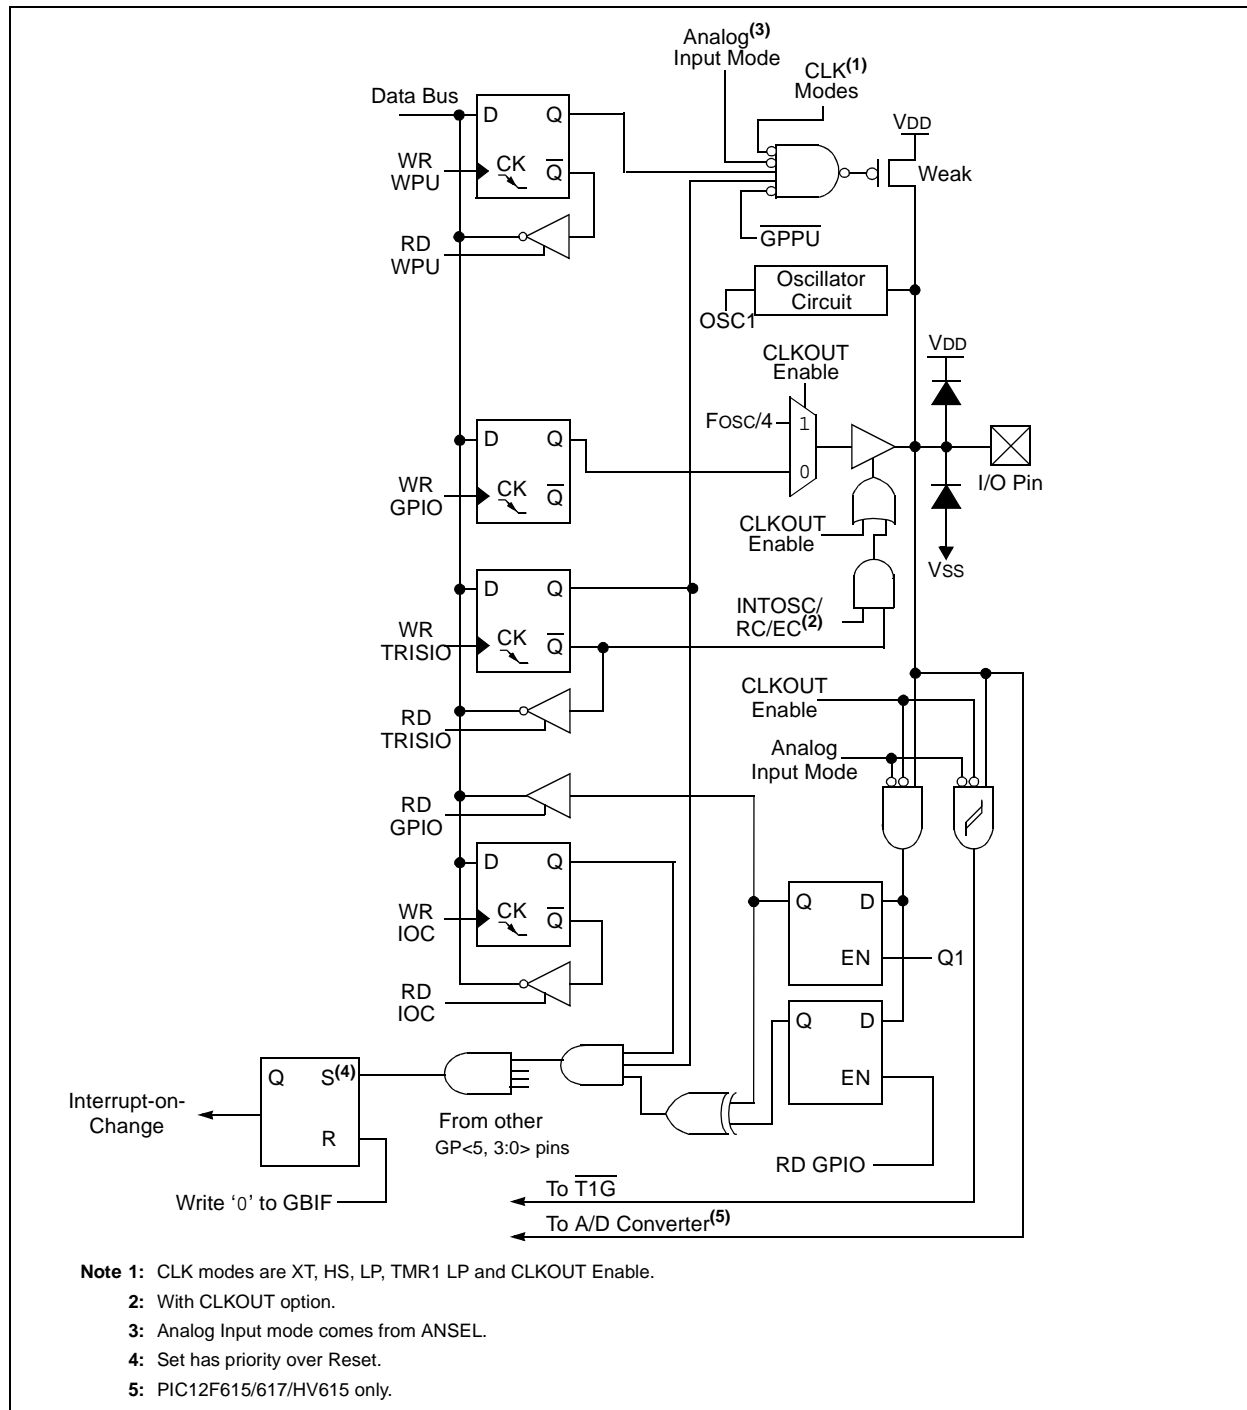 Analog(3)
Input Mode
CLK(1)
Modes
Data Bus
D Q
VDD
WR
WPU
CK Q
Weak
RD
WPU
GPPU
Oscillator
Circuit
OSC1
CLKOUT
Enable
VDD
FOSC/4
1
D Q
0
I/O Pin
WR
GPIO
CK Q
CLKOUT
Enable
VSS
D Q
INTOSC/
RC/EC(2)
WR
TRISIO
CK Q
CLKOUT
Enable
RD
TRISIO
Analog
Input Mode
RD
GPIO
D Q
Q D
WR
IOC
CK Q
EN
Q1
RD
IOC
Q D
EN
Q S(4)
Interrupt-on-
Change
R
From other
GP<5, 3:0> pins
RD GPIO
Write ‘0’ to GBIF
To T1G
To A/D Converter(5)
Note 1: CLK modes are XT, HS, LP, TMR1 LP and CLKOUT Enable.
2: With CLKOUT option.
3: Analog Input mode comes from ANSEL.
4: Set has priority over Reset.
5: PIC12F615/617/HV615 only.